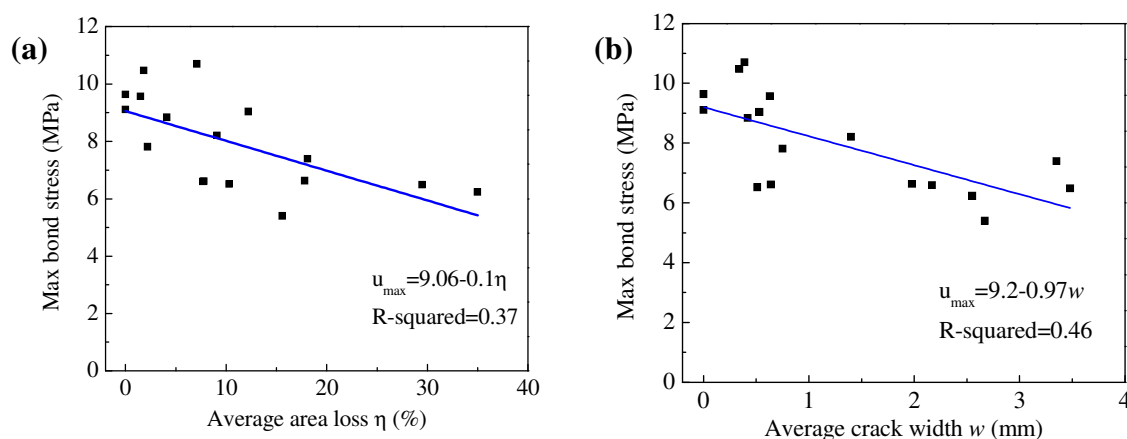 (a)
Max bond stress (MPa)
12
10
8
6
4
2
0
0 10 20 30 40
Average area loss η (%)
u_max=9.06-0.1η
R-squared=0.37
(b)
Max bond stress (MPa)
12
10
8
6
4
2
0
0 1 2 3 4
Average crack width w (mm)
u_max=9.2-0.97w
R-squared=0.46